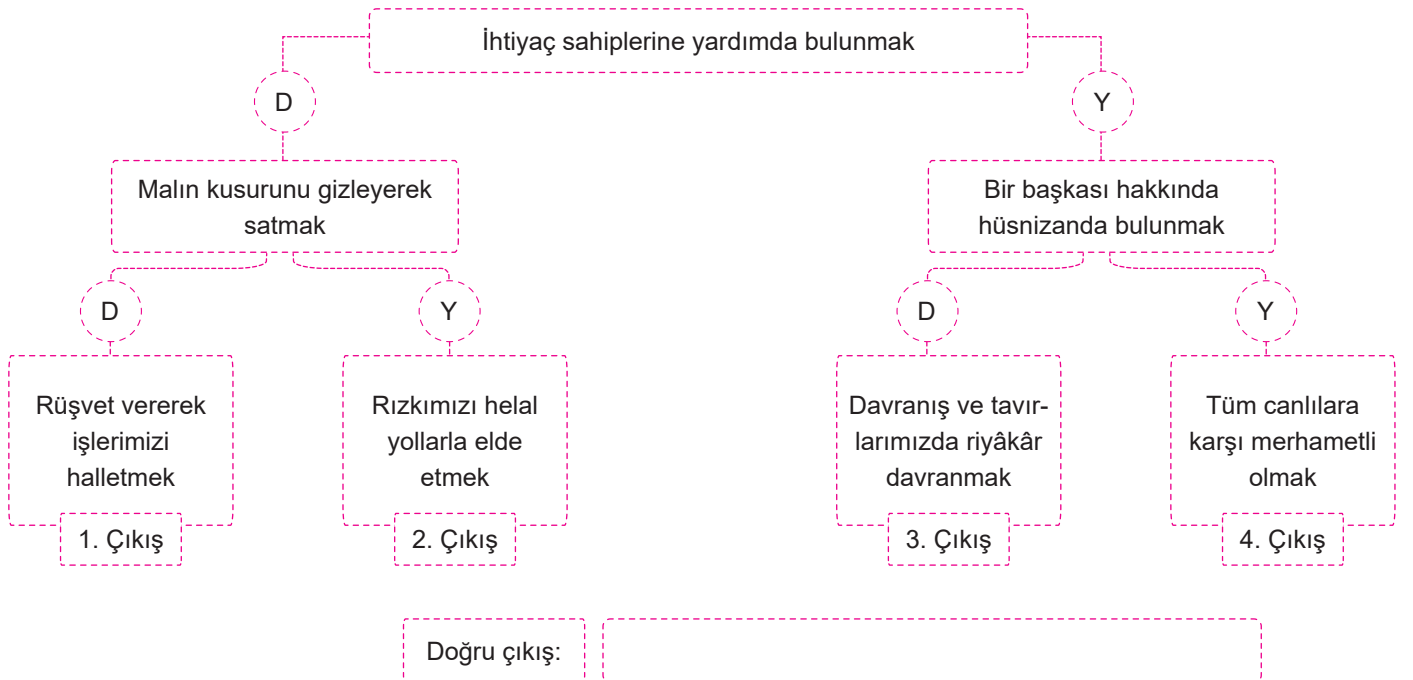 İhtiyaç sahiplerine yardımda bulunmak
D
Y
Malın kusurunu gizleyerek
satmak
Bir başkası hakkında
hüsnizanda bulunmak
D
Y
D
Y
Rüşvet vererek
işlerimizi
halletmek
Rızkımızı helal
yollarla elde
etmek
Davranış ve tavır-
larımızda riyâkâr
davranmak
Tüm canlılara
karşı merhametli
olmak
1. Çıkış
2. Çıkış
3. Çıkış
4. Çıkış
Doğru çıkış: